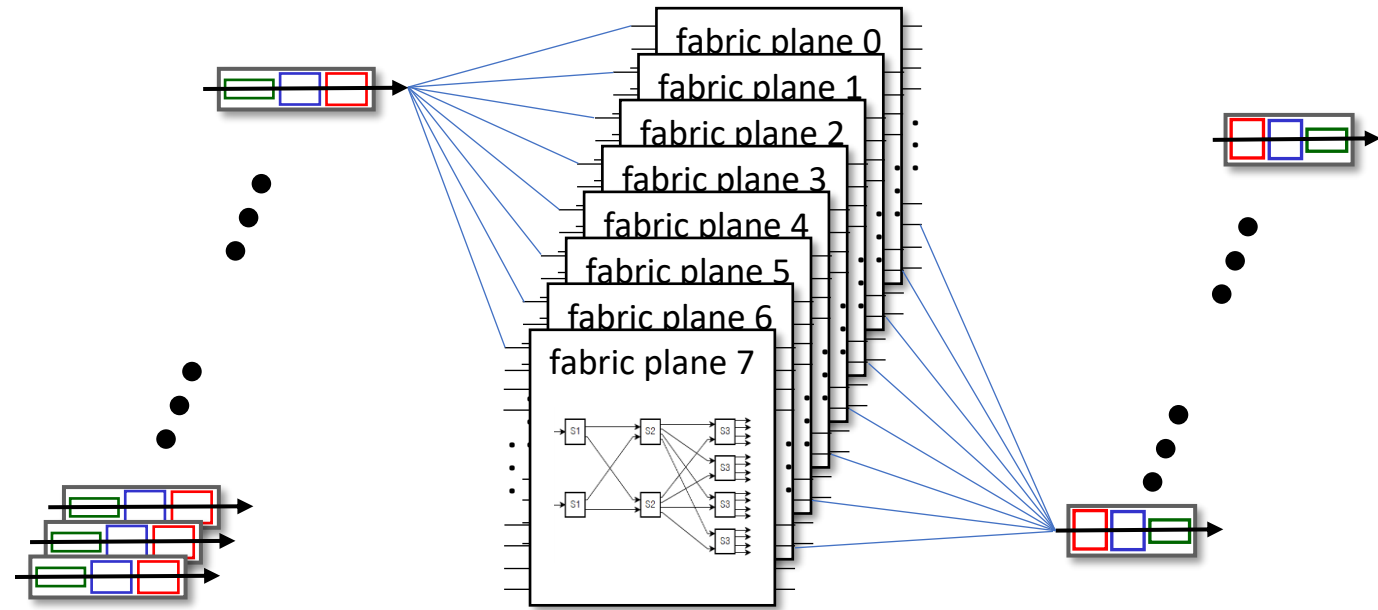 fabric plane 0
fabric plane 1
fabric plane 2
fabric plane 3
fabric plane 4
fabric plane 5
fabric plane 6
fabric plane 7
S1 S2 S3
S3
S1 S2 S3
S3